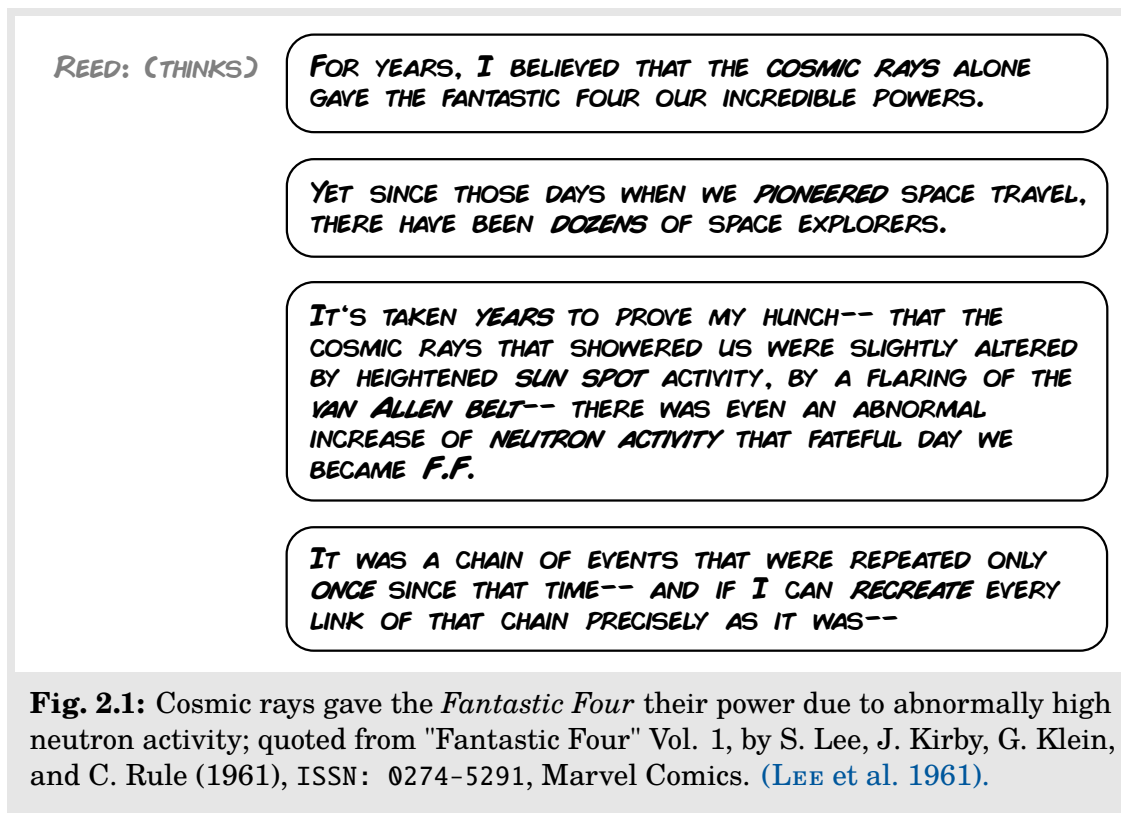 REED: (THINKS)
FOR YEARS, I BELIEVED THAT THE COSMIC RAYS ALONE
GAVE THE FANTASTIC FOUR OUR INCREDIBLE POWERS.
YET SINCE THOSE DAYS WHEN WE PIONEERED SPACE TRAVEL,
THERE HAVE BEEN DOZENS OF SPACE EXPLORERS.
IT‘S TAKEN YEARS TO PROVE MY HUNCH-- THAT THE
COSMIC RAYS THAT SHOWERED US WERE SLIGHTLY ALTERED
BY HEIGHTENED SUN SPOT ACTIVITY, BY A FLARING OF THE
VAN ALLEN BELT-- THERE WAS EVEN AN ABNORMAL
INCREASE OF NEUTRON ACTIVITY THAT FATEFUL DAY WE
BECAME F.F.
IT WAS A CHAIN OF EVENTS THAT WERE REPEATED ONLY
ONCE SINCE THAT TIME-- AND IF I CAN RECREATE EVERY
LINK OF THAT CHAIN PRECISELY AS IT WAS--
Fig. 2.1: Cosmic rays gave the Fantastic Four their power due to abnormally high
neutron activity; quoted from "Fantastic Four" Vol. 1, by S. Lee, J. Kirby, G. Klein,
and C. Rule (1961), ISSN: 0274-5291, Marvel Comics. (LEE et al. 1961).